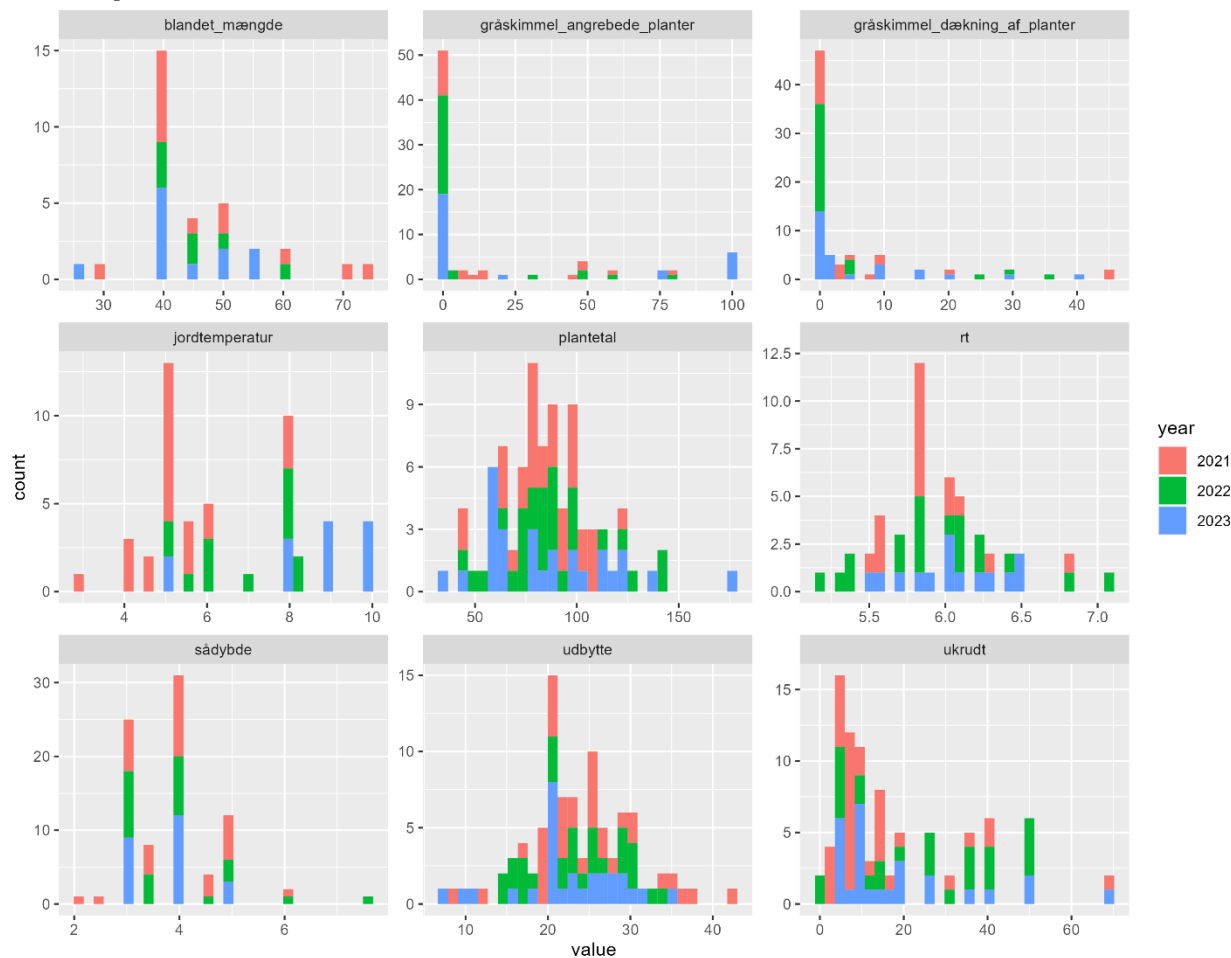 blandet_mængde
gråskimmel_angrebede_planter
gråskimmel_dækning_af_planter
15
10
5
0
30 40 50 60 70
50
40
30
20
10
0
0 25 50 75 100
40
30
20
10
0
0 10 20 30 40
jordtemperatur
plantetal
rt
10
5
0
4 6 8 10
9
6
3
0
50 100 150
12.5
10.0
7.5
5.0
2.5
0.0
5.5 6.0 6.5 7.0
sådybde
udbytte
ukrudt
30
20
10
0
2 4 6
15
10
5
0
10 20 30 40
15
10
5
0
0 20 40 60
count
value
year
2021
2022
2023